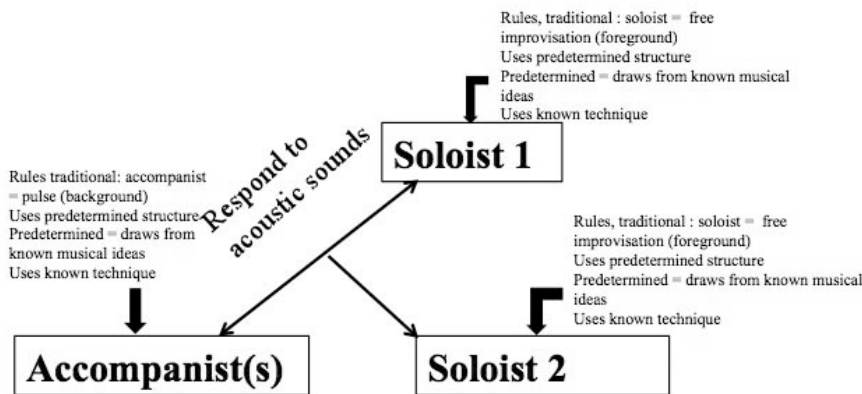 Rules, traditional : soloist = free
improvisation (foreground)
Uses predetermined structure
Predetermined = draws from known musical
ideas
Uses known technique
Soloist 1
Respond to
acoustic sounds
Rules traditional: accompanist
= pulse (background)
Uses predetermined structure
Predetermined = draws from
known musical ideas
Uses known technique
Rules, traditional : soloist = free
improvisation (foreground)
Uses predetermined structure
Predetermined = draws from known musical
ideas
Uses known technique
Accompanist(s)
Soloist 2